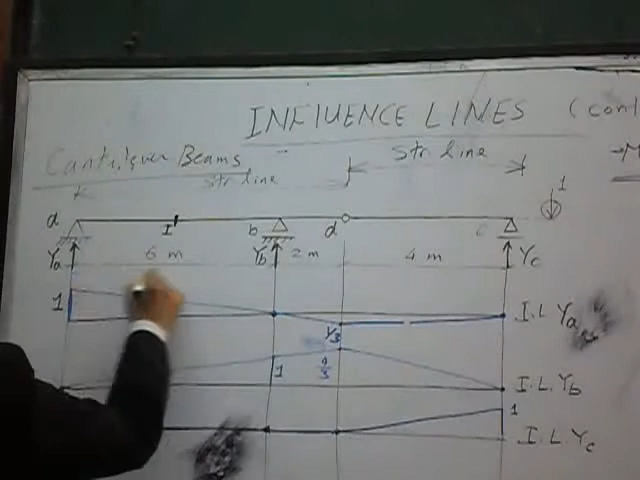 INFLUENCE LINES (cont
Cantiliver Beams
str line
str line
1
a I b d c
Ya 6 m Yb 2 m 4 m Yc
1 I.L Ya
1/3
1 4/3 I.L. Yb
1
I.L. Yc